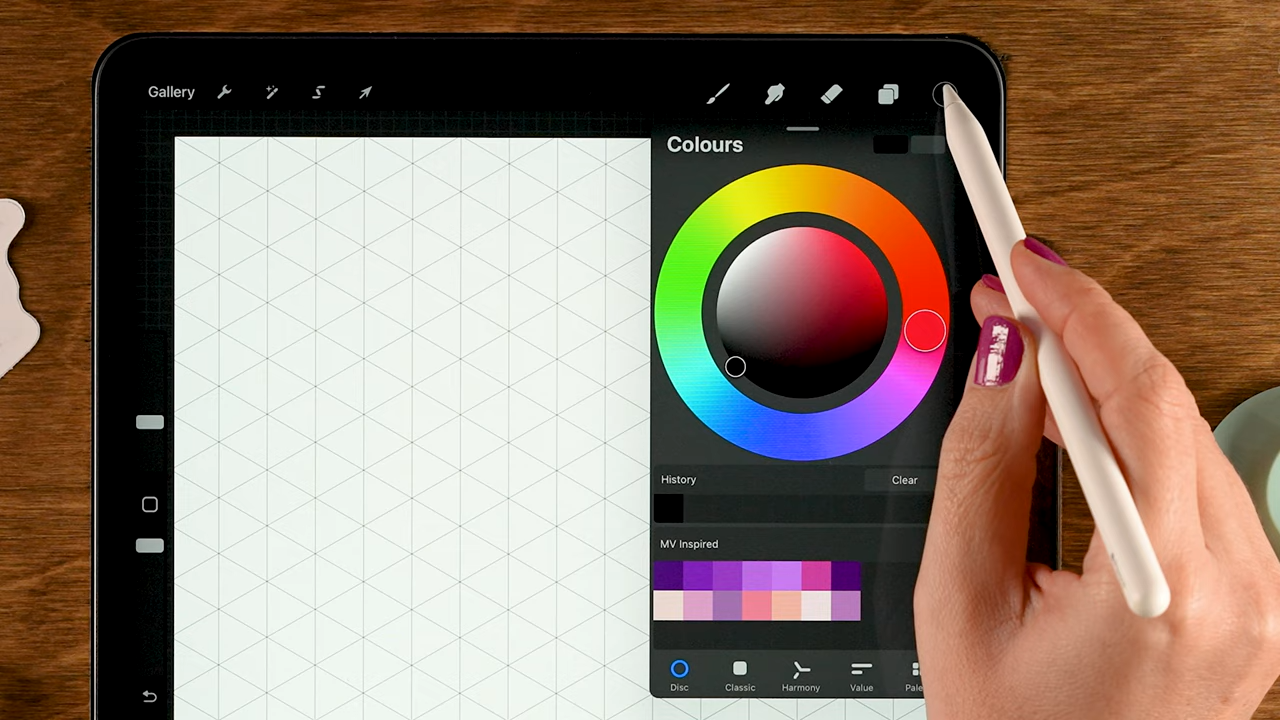 Gallery
Colours
History
Clear
MV Inspired
Disc
Classic
Harmony
Value